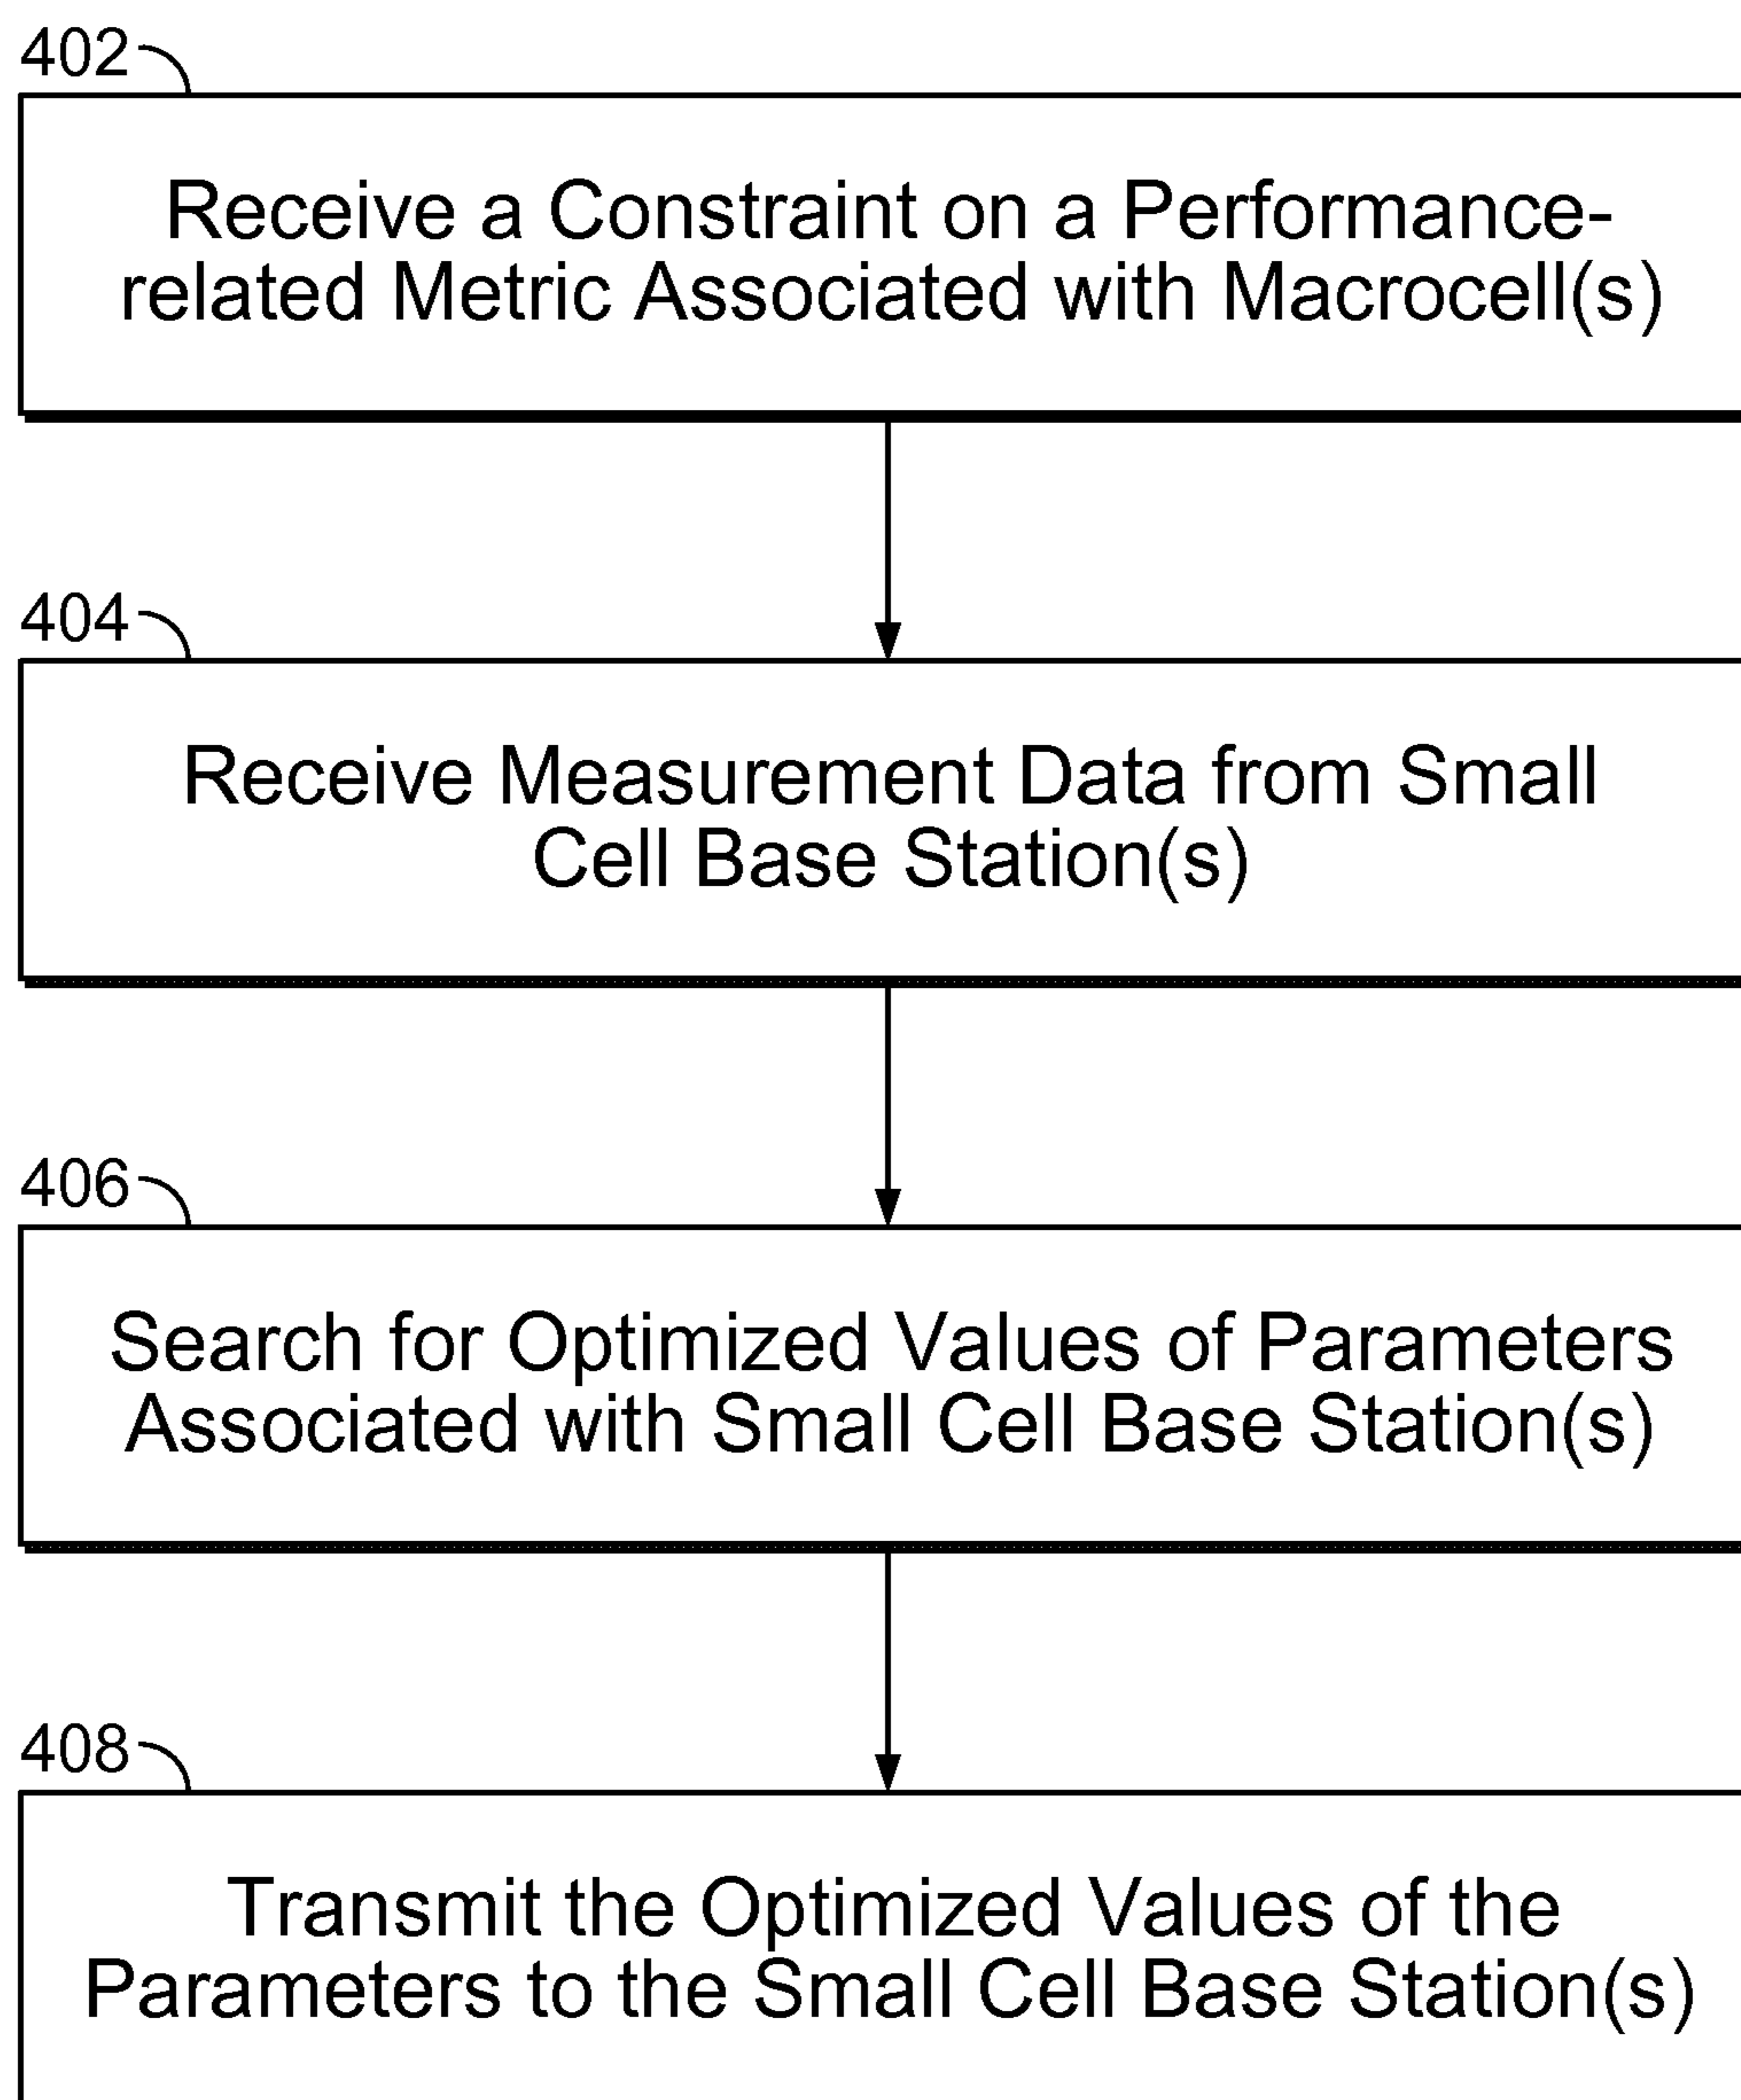 402
Receive a Constraint on a Performance-
related Metric Associated with Macrocell(s)
404
Receive Measurement Data from Small
Cell Base Station(s)
406
Search for Optimized Values of Parameters
Associated with Small Cell Base Station(s)
408
Transmit the Optimized Values of the
Parameters to the Small Cell Base Station(s)